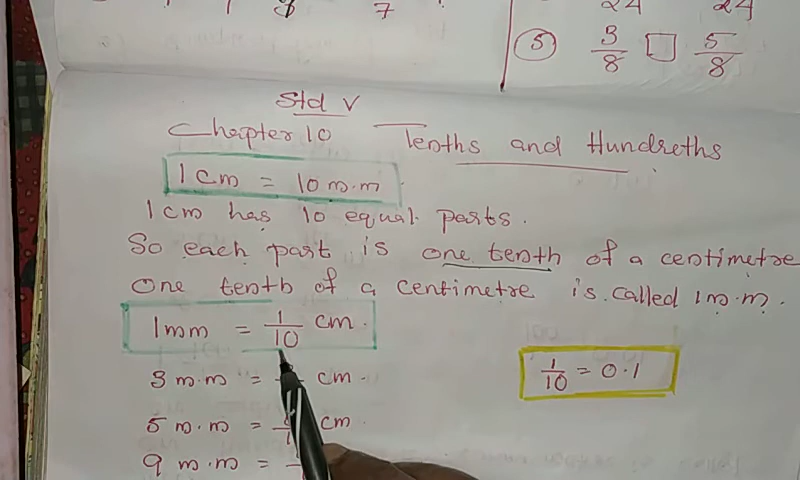 7
24 24
5 3/8 □ 5/8
Std V
Chapter 10 Tenths and Hundreths
1 cm = 10 m.m
1 cm has 10 equal parts.
So each part is one tenth of a centimetre
One tenth of a centimetre is called 1 m.m.
1mm = 1/10 cm.
3 m.m = cm.
1/10 = 0.1
5 m.m = cm
9 m.m =